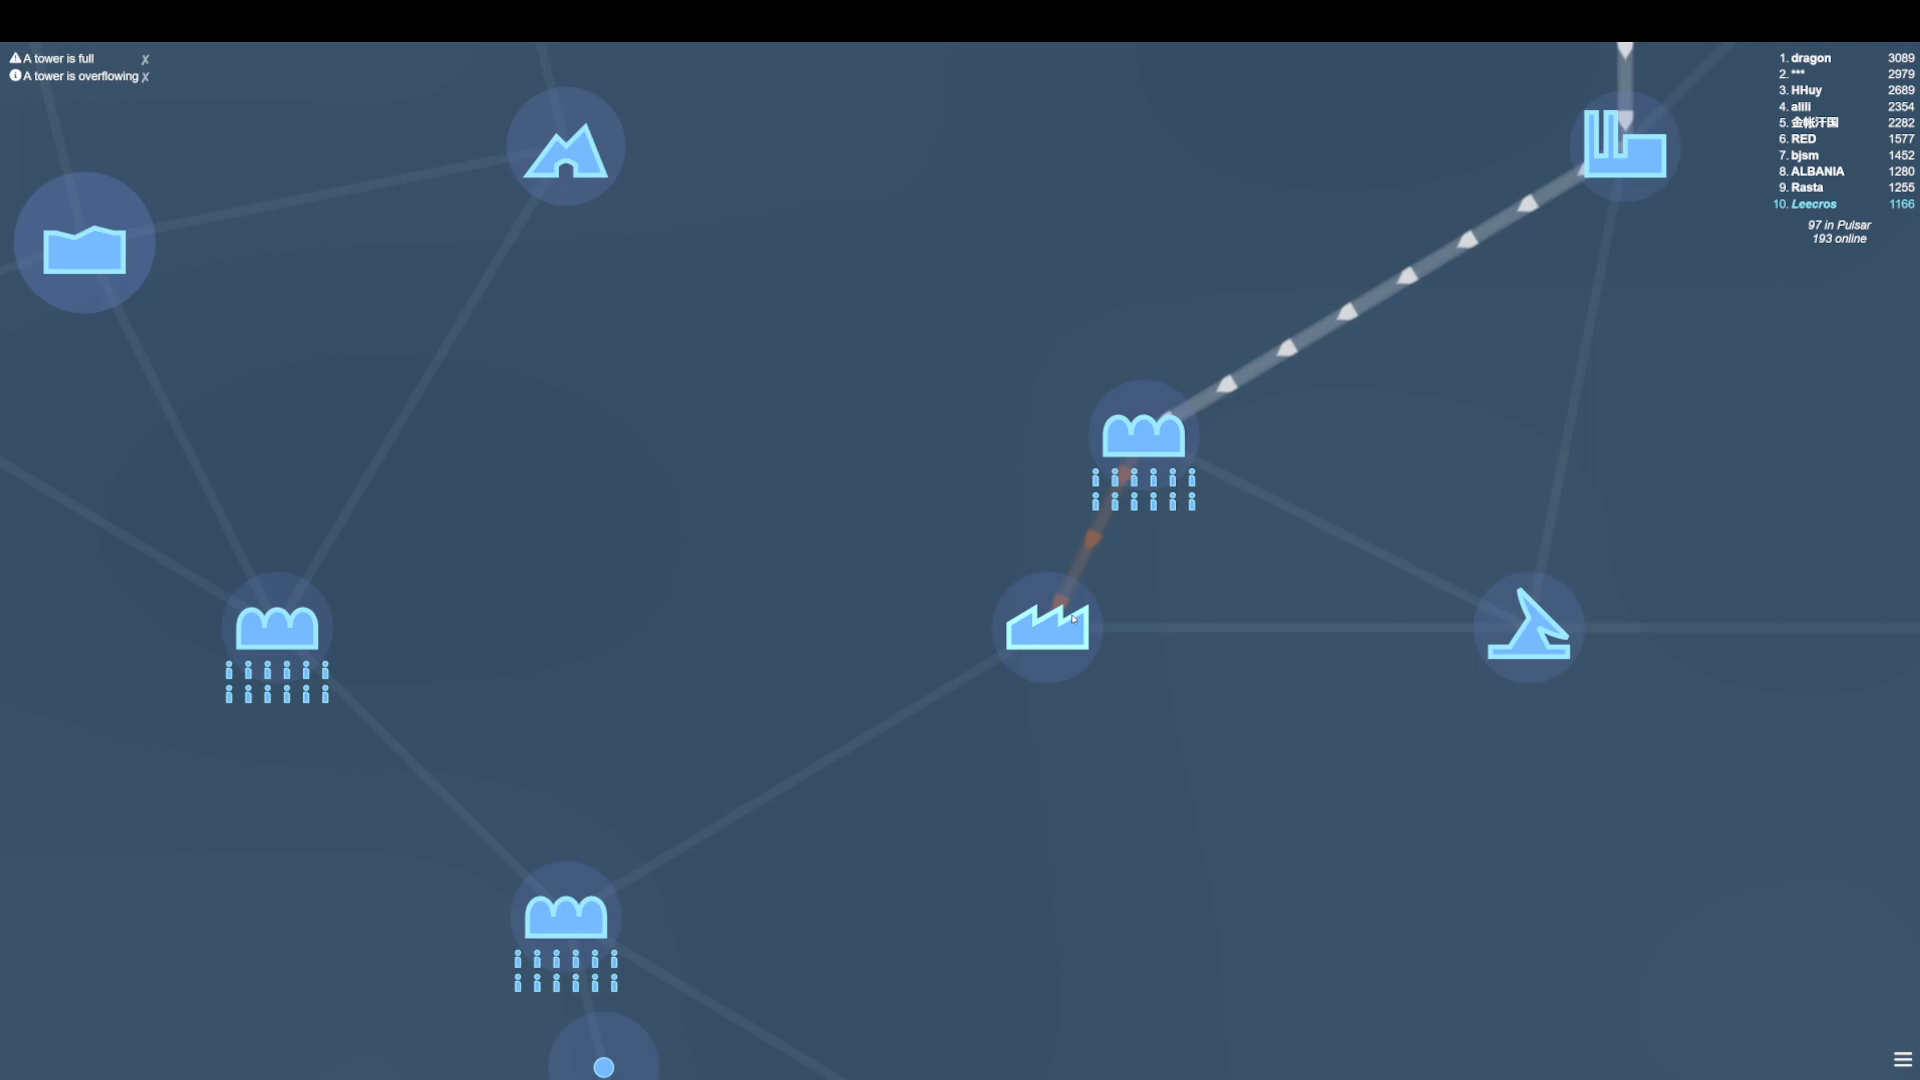 A tower is full
A tower is overflowing
1. dragon 3089
2. *** 2979
3. HHuy 2689
4. alili 2354
5. 金帐汗国 2282
6. RED 1577
7. bjsm 1452
8. ALBANIA 1280
9. Rasta 1255
10. Leecros 1166
97 in Pulsar
193 online